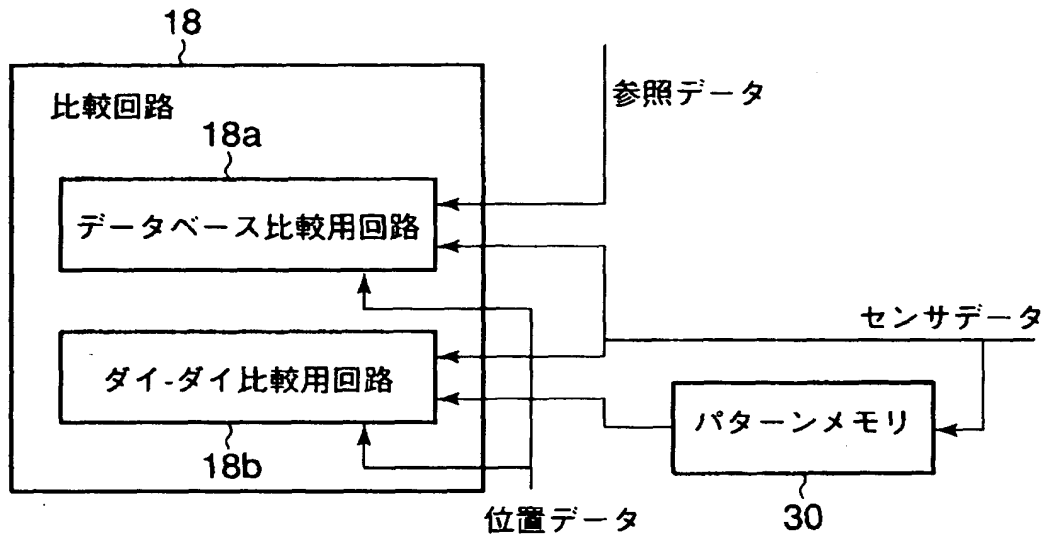 18
比較回路
参照データ
18a
データベース比較用回路
センサデータ
ダイ-ダイ比較用回路
パターンメモリ
18b
位置データ
30